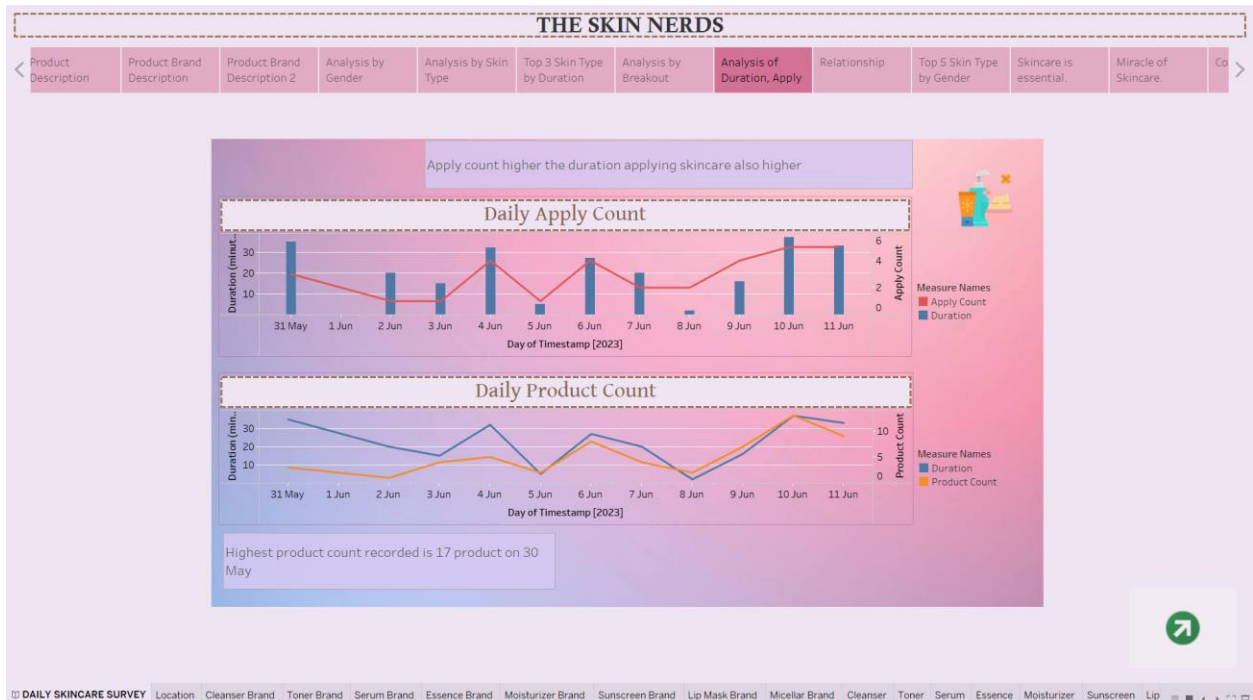 THE SKIN NERDS
Product Description
Product Brand Description
Product Brand Description 2
Analysis by Gender
Analysis by Skin Type
Top 3 Skin Type by Duration
Analysis by Breakout
Analysis of Duration, Apply
Relationship
Top 5 Skin Type by Gender
Skincare is essential.
Miracle of Skincare.
Co
Apply count higher the duration applying skincare also higher
Daily Apply Count
Duration (minut..
30
20
10
6
4
2
0
Apply Count
31 May 1 Jun 2 Jun 3 Jun 4 Jun 5 Jun 6 Jun 7 Jun 8 Jun 9 Jun 10 Jun 11 Jun
Day of Timestamp [2023]
Measure Names
Apply Count
Duration
Daily Product Count
Duration (min..
30
20
10
10
5
0
Product Count
31 May 1 Jun 2 Jun 3 Jun 4 Jun 5 Jun 6 Jun 7 Jun 8 Jun 9 Jun 10 Jun 11 Jun
Day of Timestamp [2023]
Measure Names
Duration
Product Count
Highest product count recorded is 17 product on 30
May
DAILY SKINCARE SURVEY Location Cleanser Brand Toner Brand Serum Brand Essence Brand Moisturizer Brand Sunscreen Brand Lip Mask Brand Micellar Brand Cleanser Toner Serum Essence Moisturizer Sunscreen Lip